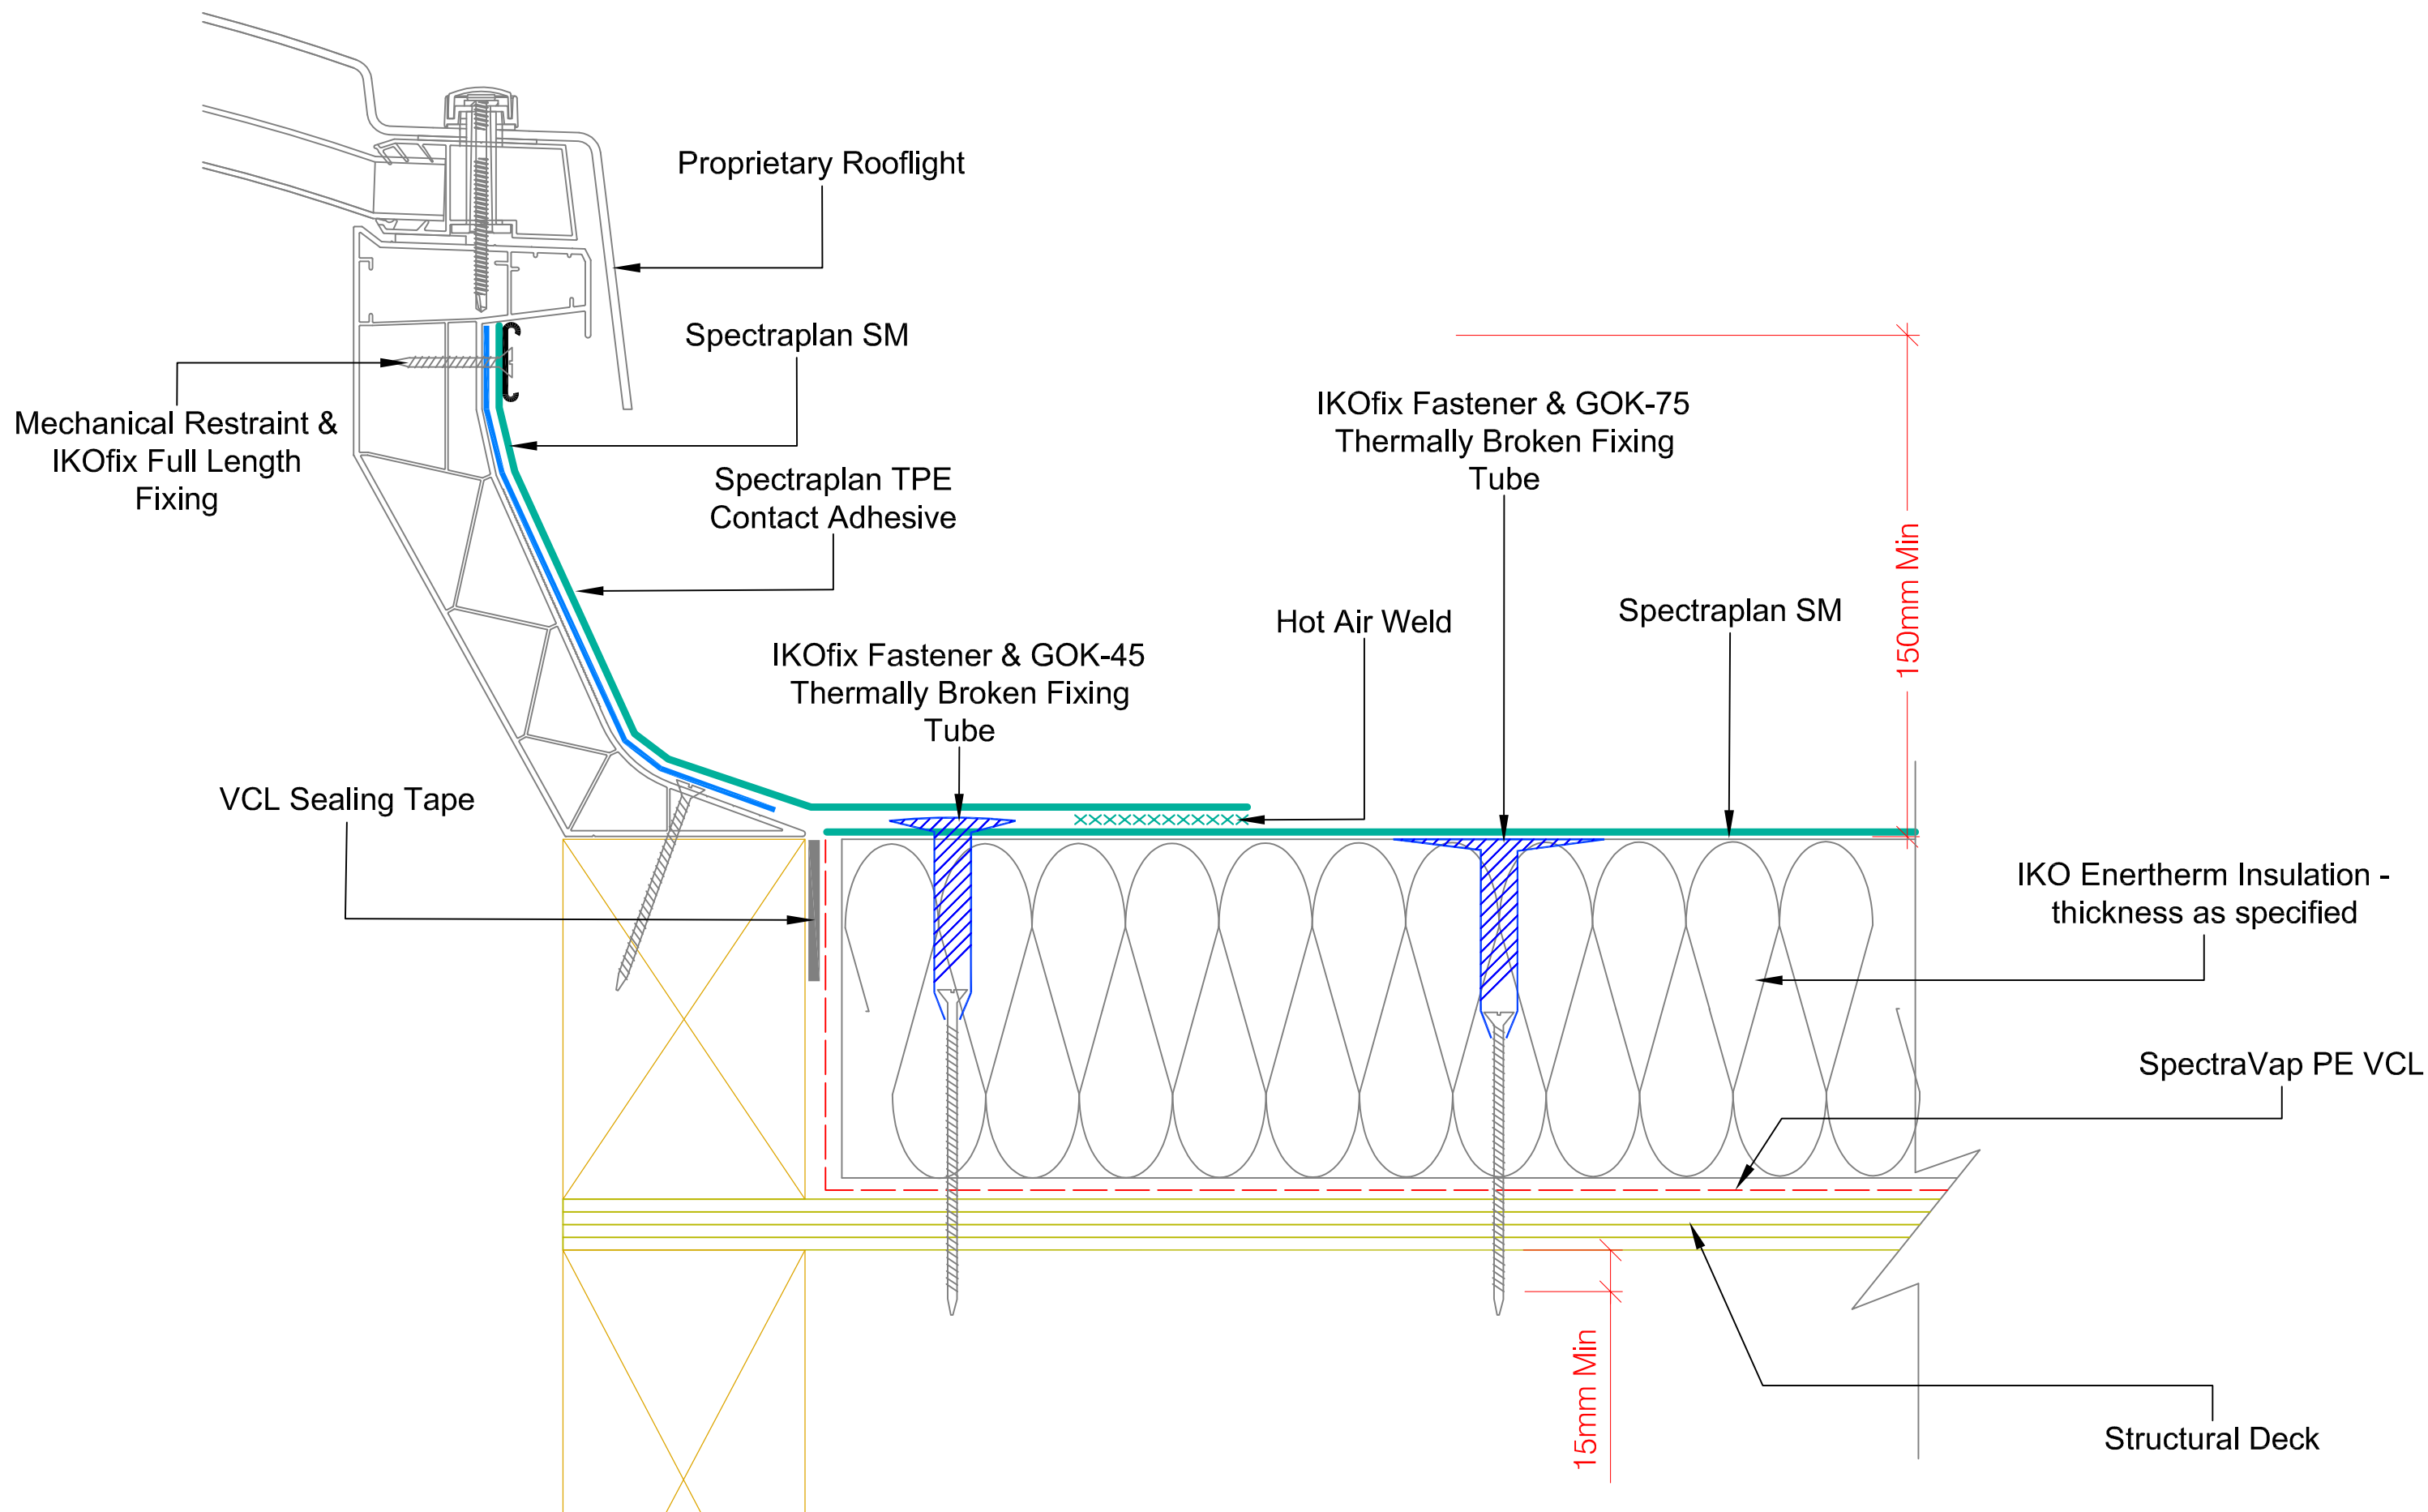 Proprietary Rooflight
Spectraplan SM
Mechanical Restraint &
IKOfix Full Length
Fixing
Spectraplan TPE
Contact Adhesive
IKOfix Fastener & GOK-75
Thermally Broken Fixing
Tube
150mm Min
Hot Air Weld
Spectraplan SM
IKOfix Fastener & GOK-45
Thermally Broken Fixing
Tube
VCL Sealing Tape
IKO Enertherm Insulation -
thickness as specified
SpectraVap PE VCL
15mm Min
Structural Deck